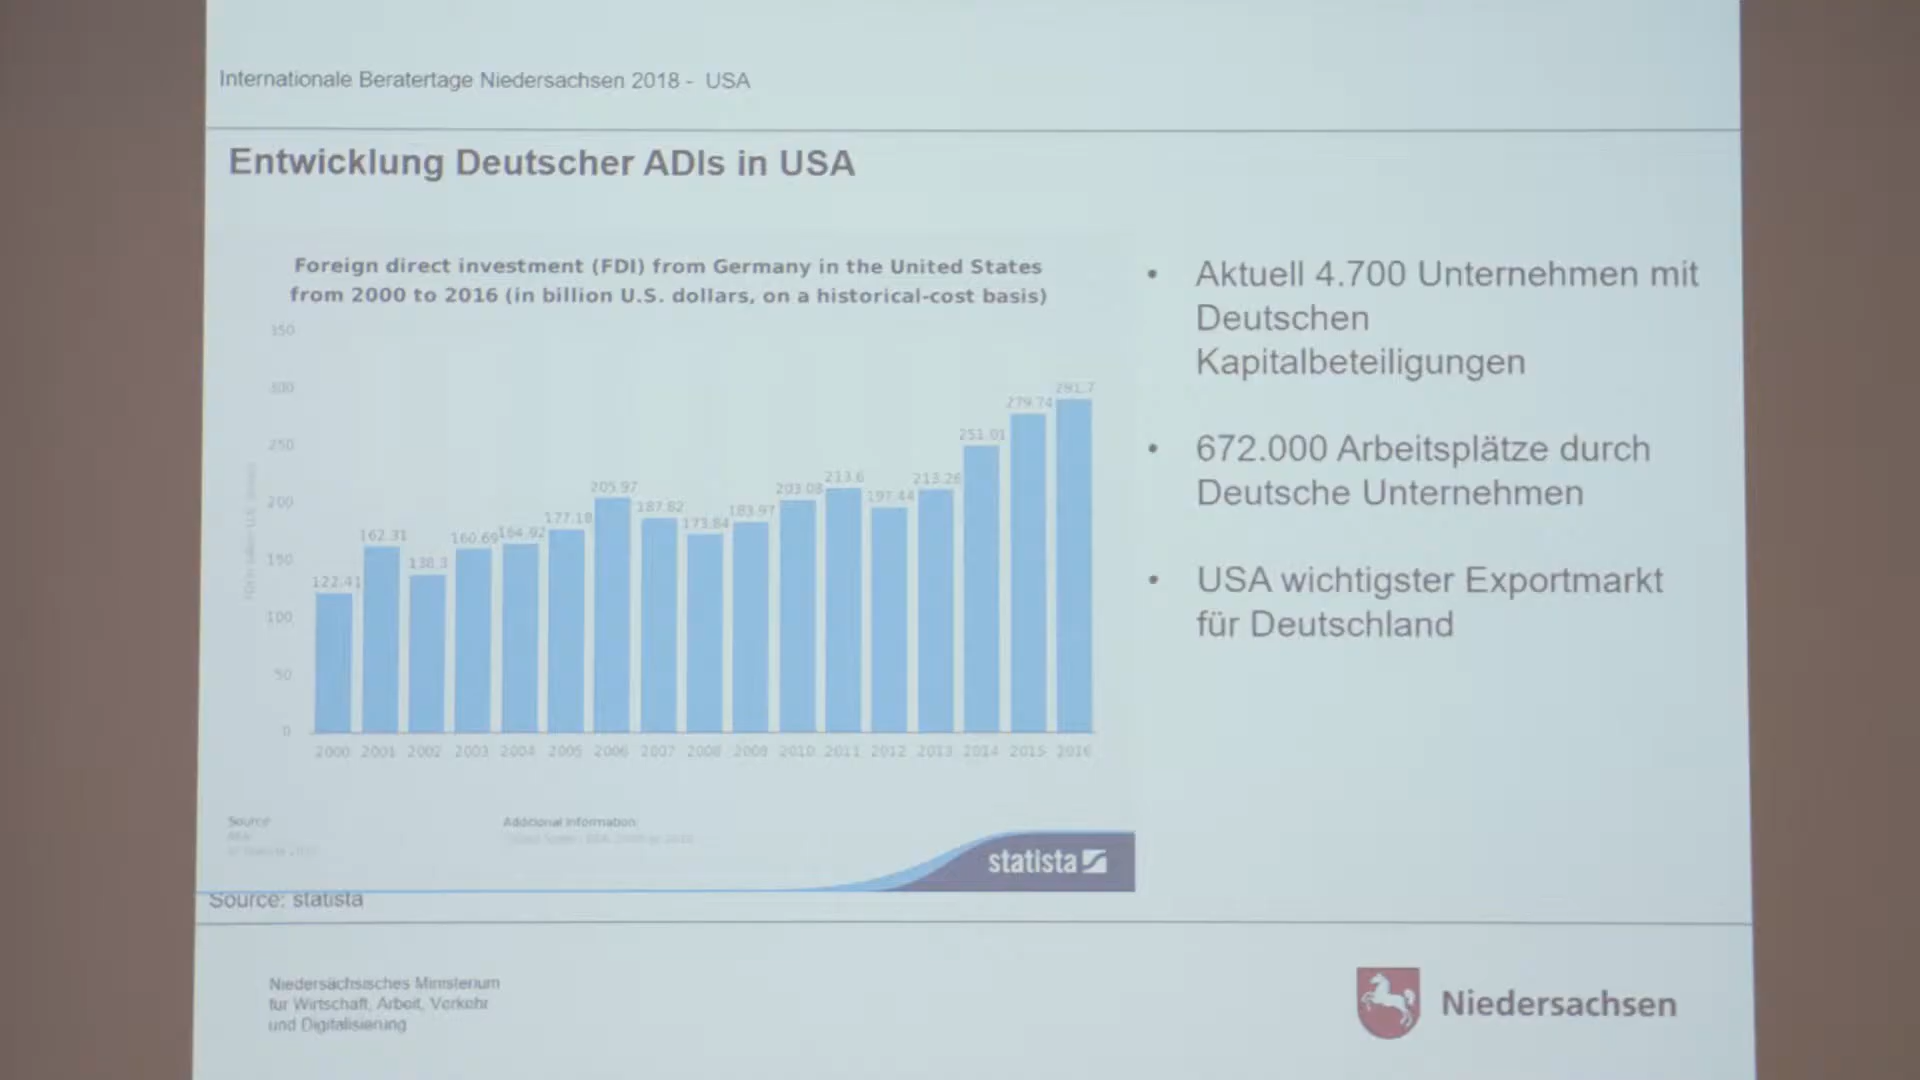 Internationale Beratertage Niedersachsen 2018 - USA
Entwicklung Deutscher ADIs in USA
Foreign direct investment (FDI) from Germany in the United States
from 2000 to 2016 (in billion U.S. dollars, on a historical-cost basis)
350
300
250
200
150
100
50
0
122.41
162.31
138.3
160.69
164.92
177.18
205.97
187.82
173.84
183.97
203.08
213.6
197.44
213.26
251.01
279.74
291.7
2000 2001 2002 2003 2004 2005 2006 2007 2008 2009 2010 2011 2012 2013 2014 2015 2016
• Aktuell 4.700 Unternehmen mit
Deutschen
Kapitalbeteiligungen
• 672.000 Arbeitsplätze durch
Deutsche Unternehmen
• USA wichtigster Exportmarkt
für Deutschland
Source
Additional Information:
statista
Source: statista
Niedersächsisches Ministerium
für Wirtschaft, Arbeit, Verkehr
und Digitalisierung
Niedersachsen